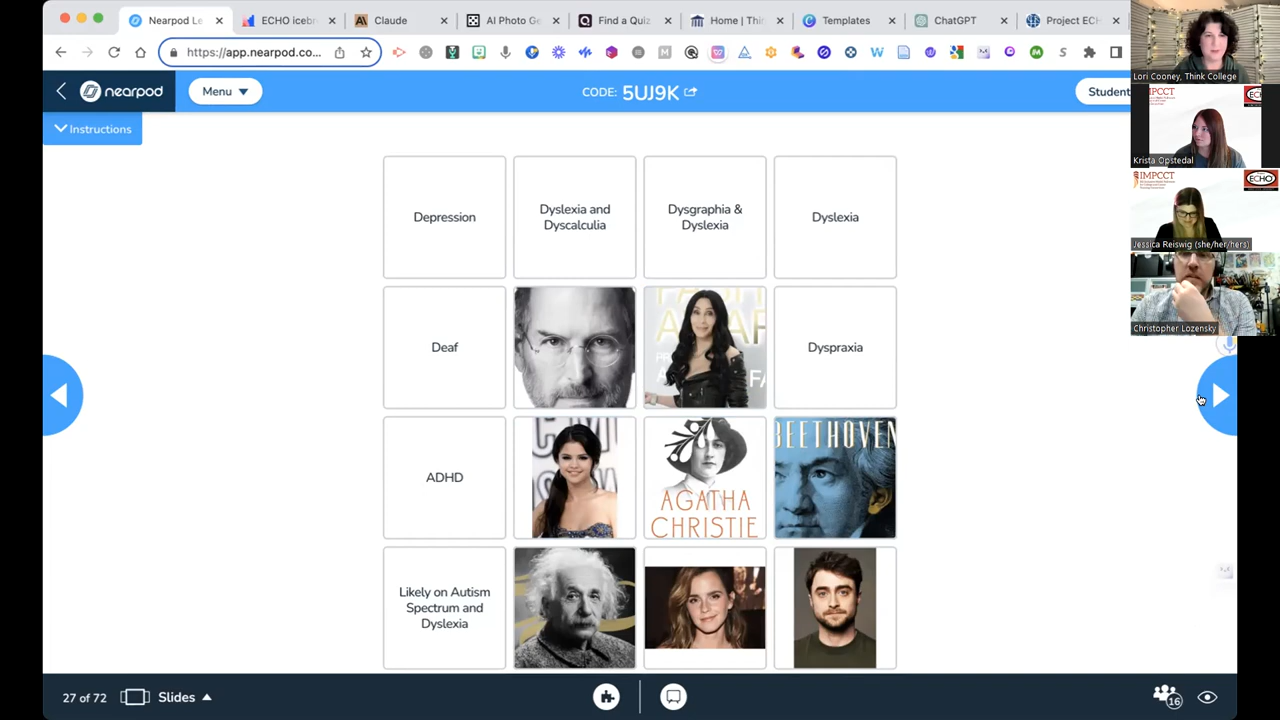 Nearpod Le
ECHO icebr
Claude
AI Photo Ge
Find a Quiz
Home | Thin
Templates
ChatGPT
Project ECH
https://app.nearpod.co...
nearpod
Menu
CODE: 5UJ9K
Student
Instructions
Lori Cooney, Think College
IMPCCT
ECHO
Krista Opstedal
IMPCCT
ECHO
Jessica Reiswig (she/her/hers)
Christopher Lozensky
Depression
Dyslexia and
Dyscalculia
Dysgraphia &
Dyslexia
Dyslexia
Deaf
Dyspraxia
ADHD
AGATHA
CHRISTIE
BEETHOVEN
Likely on Autism
Spectrum and
Dyslexia
27 of 72
Slides
16